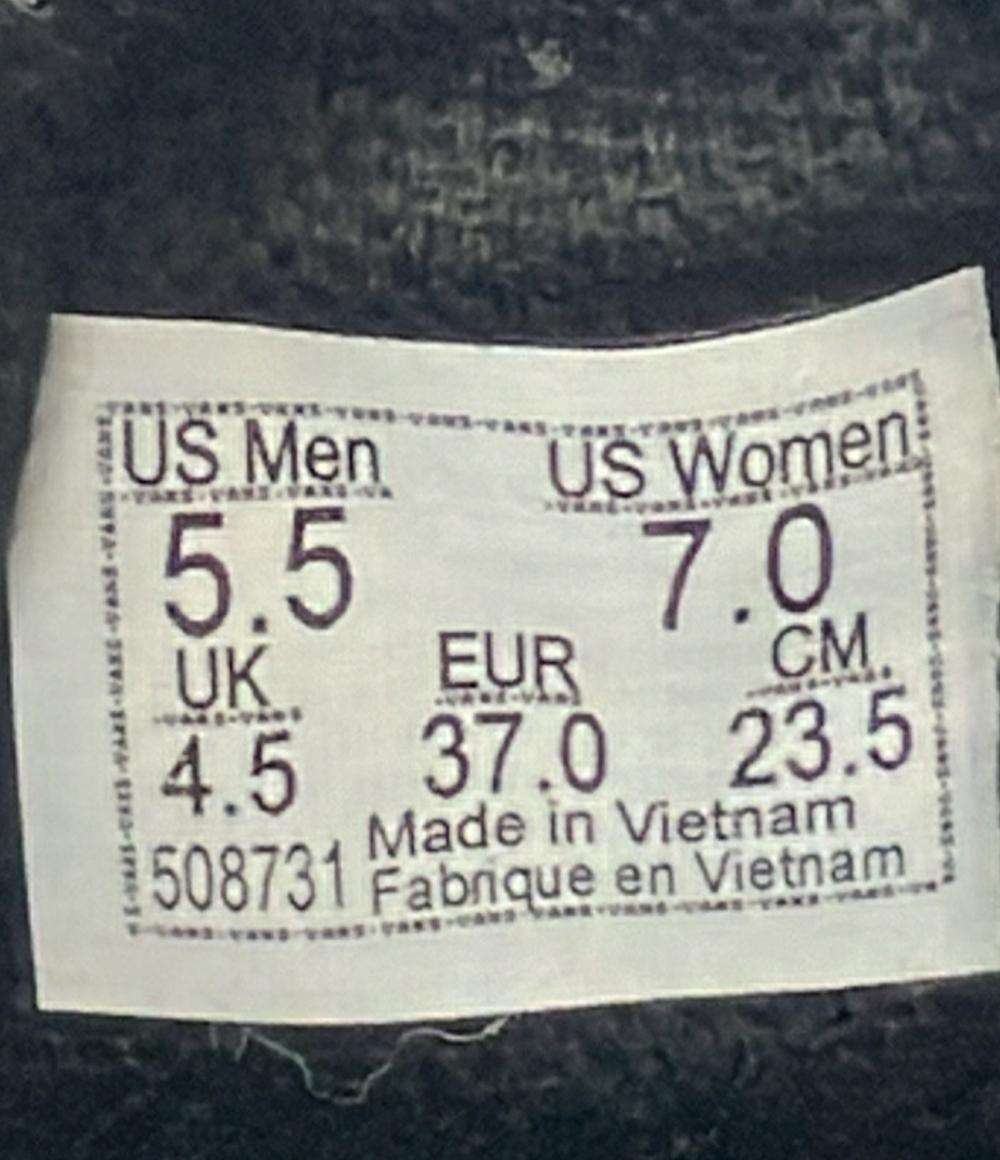 US Men US Women
5.5 7.0
UK EUR CM.
4.5 37.0 23.5
508731 Made in Vietnam
Fabrique en Vietnam